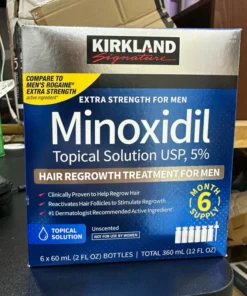 KIRKLAND
Signature
COMPARE TO
MEN'S ROGAINE®
EXTRA STRENGTH
active ingredient*
EXTRA STRENGTH FOR MEN
Minoxidil
Topical Solution USP, 5%
HAIR REGROWTH TREATMENT FOR MEN
Clinically Proven to Help Regrow Hair
Reactivates Hair Follicles to Stimulate Regrowth
#1 Dermatologist Recommended Active Ingredient
MONTH
6
SUPPLY
TOPICAL
SOLUTION
Unscented
NOT FOR USE BY WOMEN
6 x 60 mL (2 FL OZ) BOTTLES | TOTAL 360 mL (12 FL OZ)